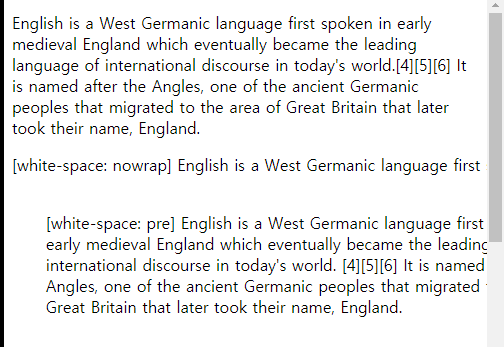 English is a West Germanic language first spoken in early
medieval England which eventually became the leading
language of international discourse in today's world.[4][5][6] It
is named after the Angles, one of the ancient Germanic
peoples that migrated to the area of Great Britain that later
took their name, England.
[white-space: nowrap] English is a West Germanic language first
[white-space: pre] English is a West Germanic language first
early medieval England which eventually became the leading
international discourse in today's world. [4][5][6] It is named
Angles, one of the ancient Germanic peoples that migrated
Great Britain that later took their name, England.